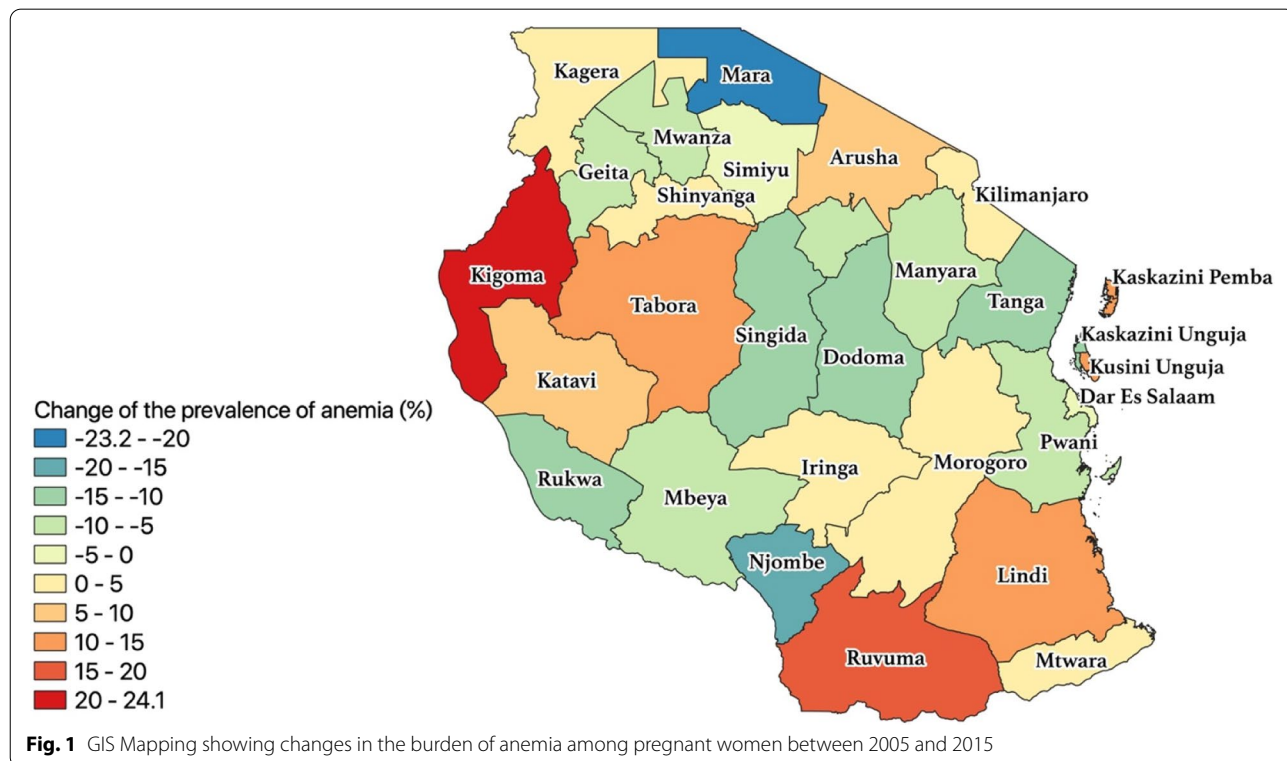 Kagera
Mara
Mwanza
Geita
Simiyu
Arusha
Shinyanga
Kilimanjaro
Kigoma
Manyara
Kaskazini Pemba
Tabora
Tanga
Singida
Kaskazini Unguja
Dodoma
Kusini Unguja
Katavi
Dar Es Salaam
Change of the prevalence of anemia (%)
-23.2 - -20
-20 - -15
-15 - -10
-10 - -5
-5 - 0
0 - 5
5 - 10
10 - 15
15 - 20
20 - 24.1
Pwani
Iringa
Morogoro
Rukwa
Mbeya
Njombe
Lindi
Ruvuma
Mtwara
Fig. 1 GIS Mapping showing changes in the burden of anemia among pregnant women between 2005 and 2015